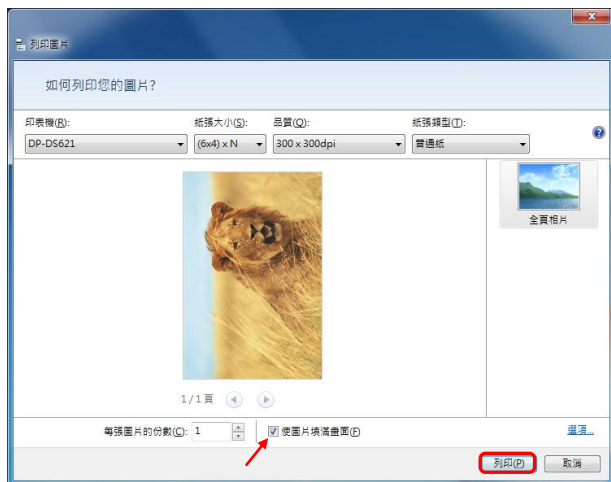 列印圖片
如何列印您的圖片?
印表機(R): 紙張大小(S): 品質(Q): 紙張類型(T):
DP-DS621 (6x4) x N 300 x 300dpi 普通紙
全頁相片
1/1 頁
每張圖片的份數(C): 1 使圖片填滿畫面(F) 選項...
列印(P) 取消